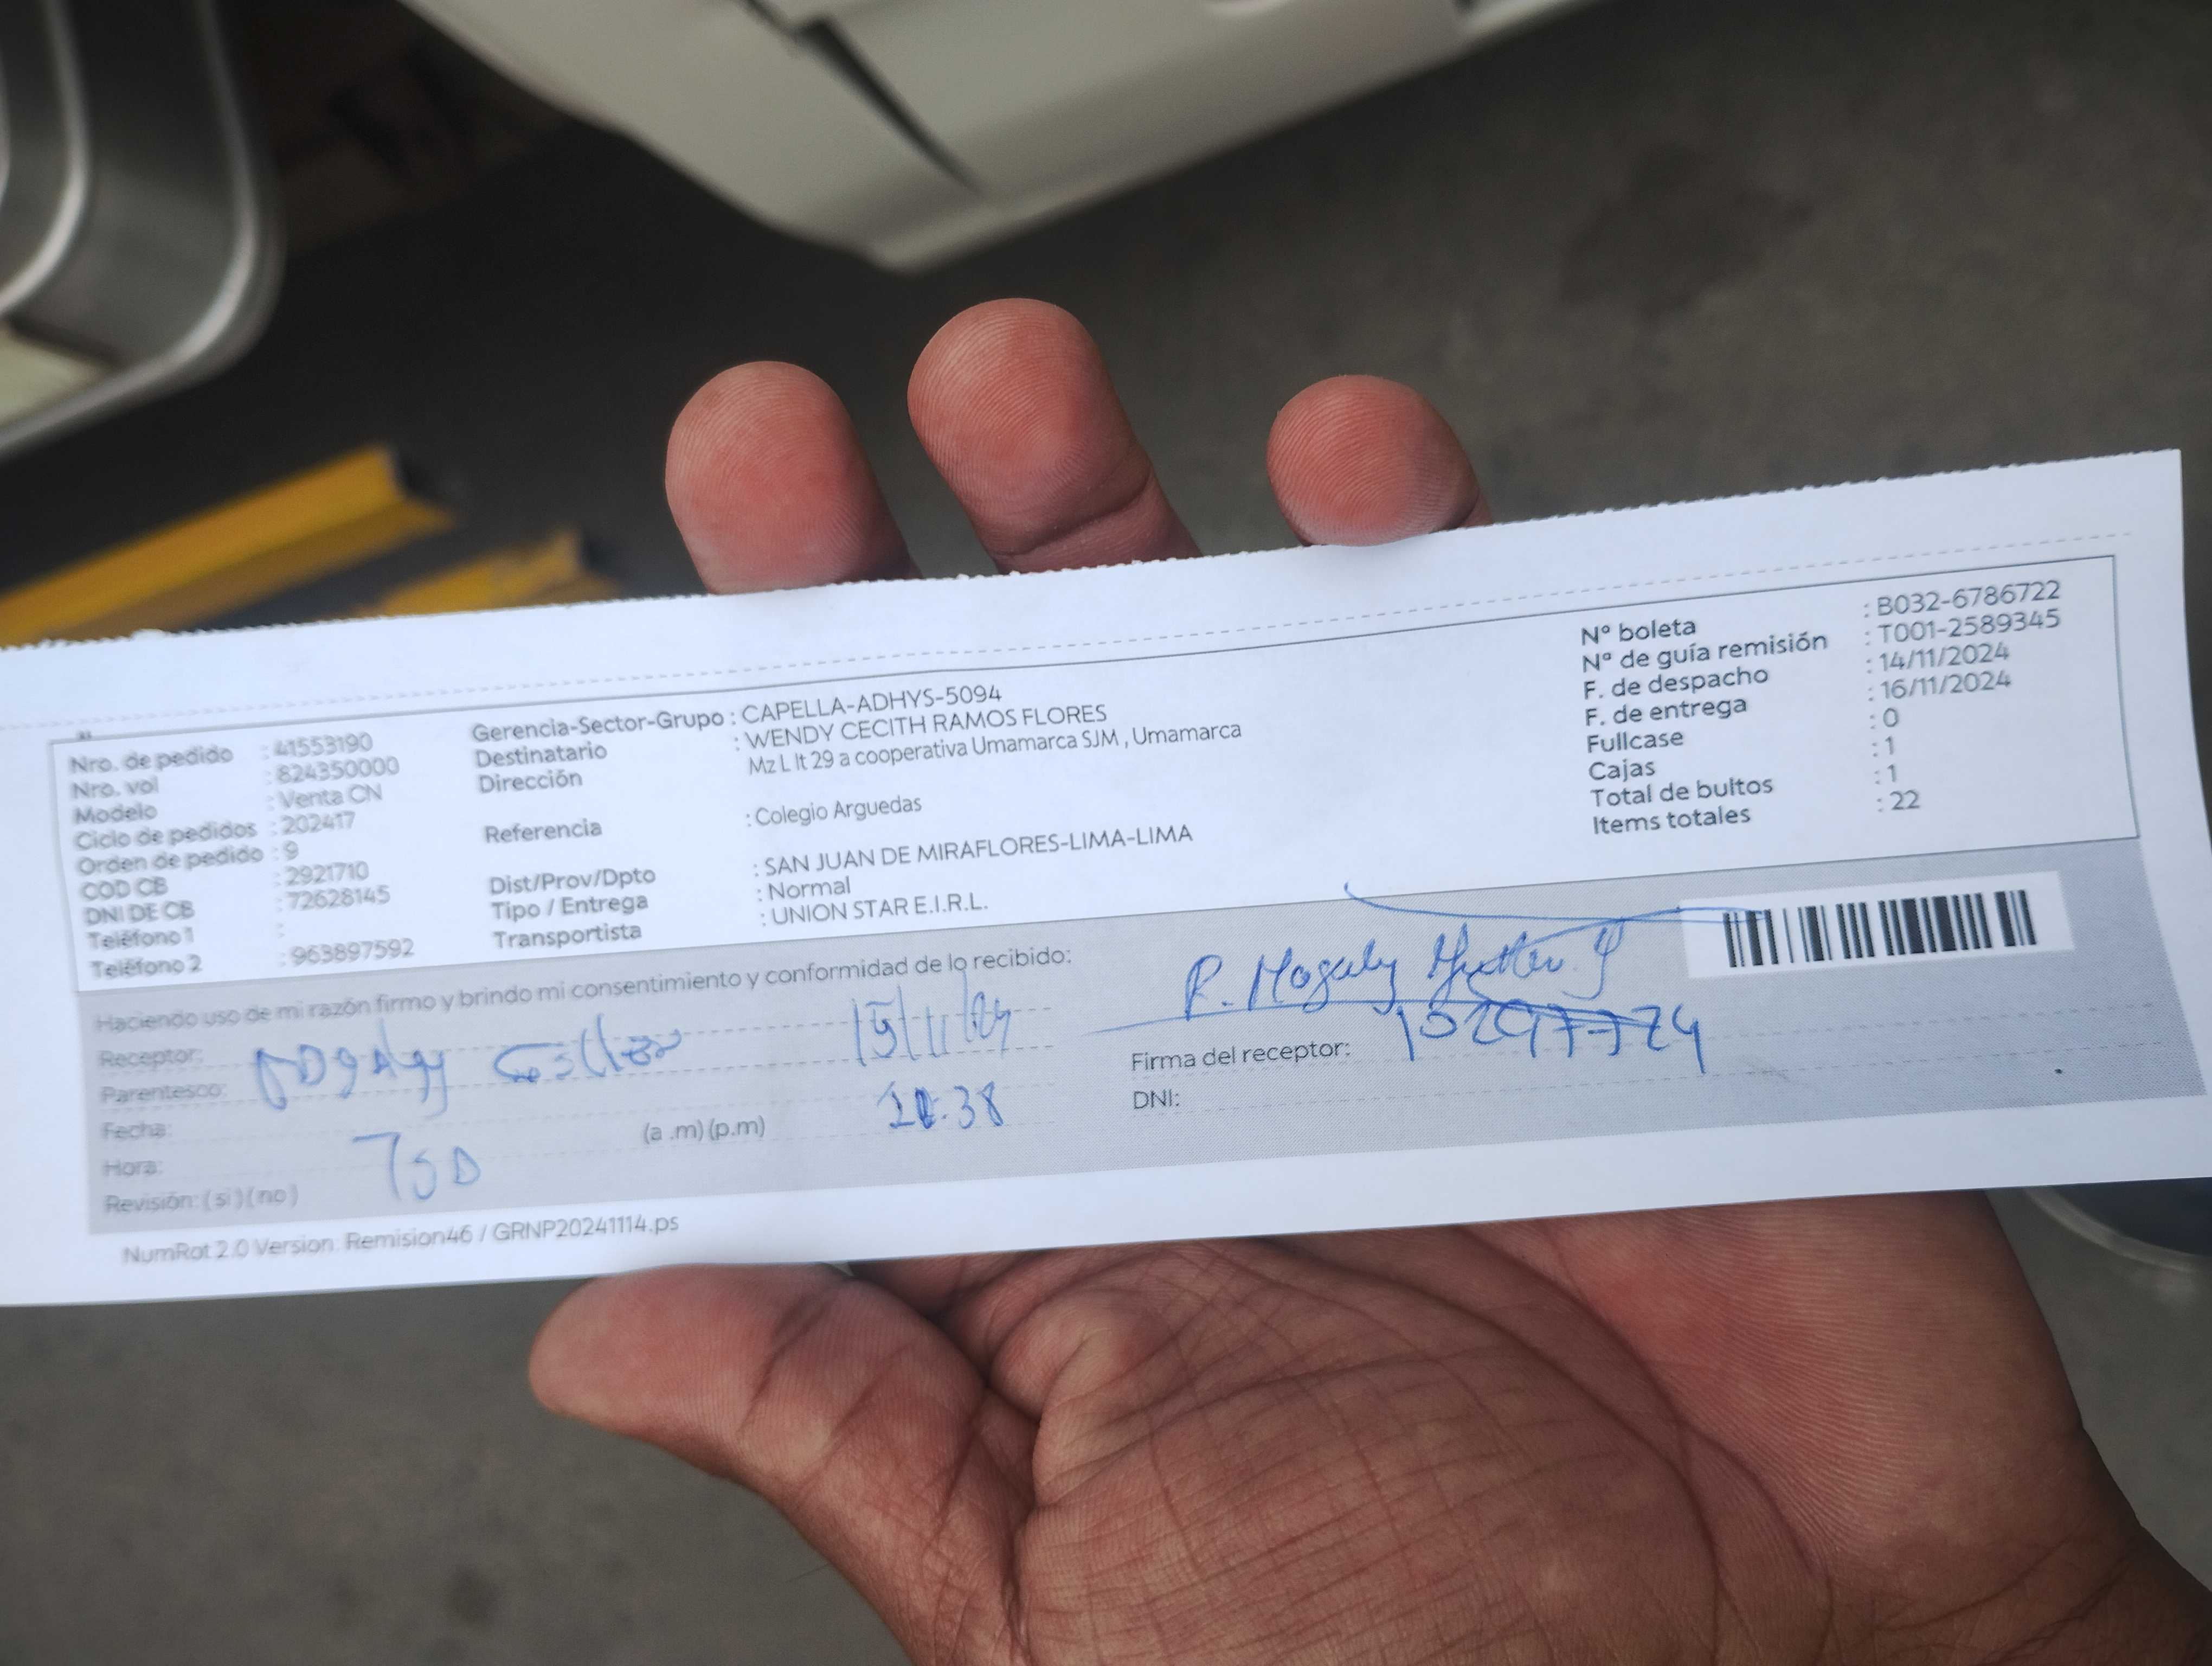 Nro. de pedido : 41553190
Nro. vol : 824350000
Modelo : Venta CN
Ciclo de pedidos : 202417
Orden de pedido : 9
COD CB : 2921710
DNI DE CB : 72628145
Teléfono 1 :
Teléfono 2 : 963897592
Gerencia-Sector-Grupo : CAPELLA-ADHYS-5094
Destinatario : WENDY CECITH RAMOS FLORES
Dirección Mz L lt 29 a cooperativa Umamarca SJM , Umamarca
Referencia : Colegio Arguedas
Dist/Prov/Dpto : SAN JUAN DE MIRAFLORES-LIMA-LIMA
Tipo / Entrega : Normal
Transportista : UNION STAR E.I.R.L.
Nº boleta : B032-6786722
Nº de guía remisión : T001-2589345
F. de despacho : 14/11/2024
F. de entrega : 16/11/2024
Fullcase : 0
Cajas : 1
Total de bultos : 1
Items totales : 22
Haciendo uso de mi razón firmo y brindo mi consentimiento y conformidad de lo recibido:
Receptor:
Parentesco:
Fecha: 15/11/24
Hora: (a .m) (p.m)
Revisión: ( si ) ( no )
R. Magaly
Firma del receptor:
DNI:
NumRot 2.0 Version: Remision46 / GRNP20241114.ps